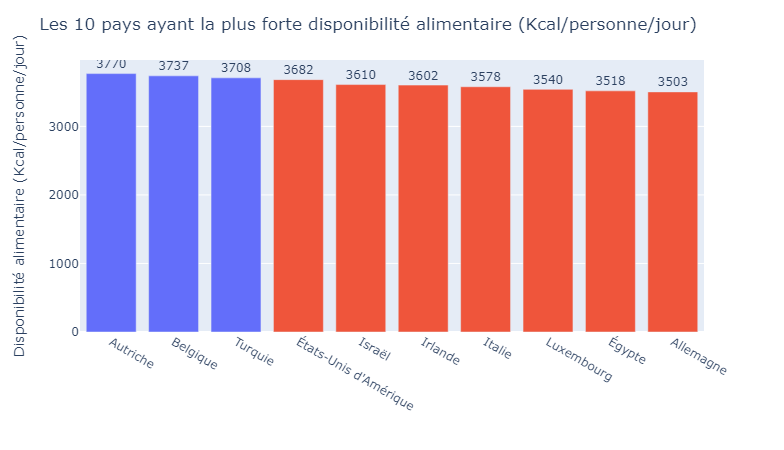 Les 10 pays ayant la plus forte disponibilité alimentaire (Kcal/personne/jour)
Disponibilité alimentaire (Kcal/personne/jour)
3770
3737
3708
3682
3610
3602
3578
3540
3518
3503
3000
2000
1000
0
Autriche
Belgique
Turquie
États-Unis d'Amérique
Israël
Irlande
Italie
Luxembourg
Égypte
Allemagne